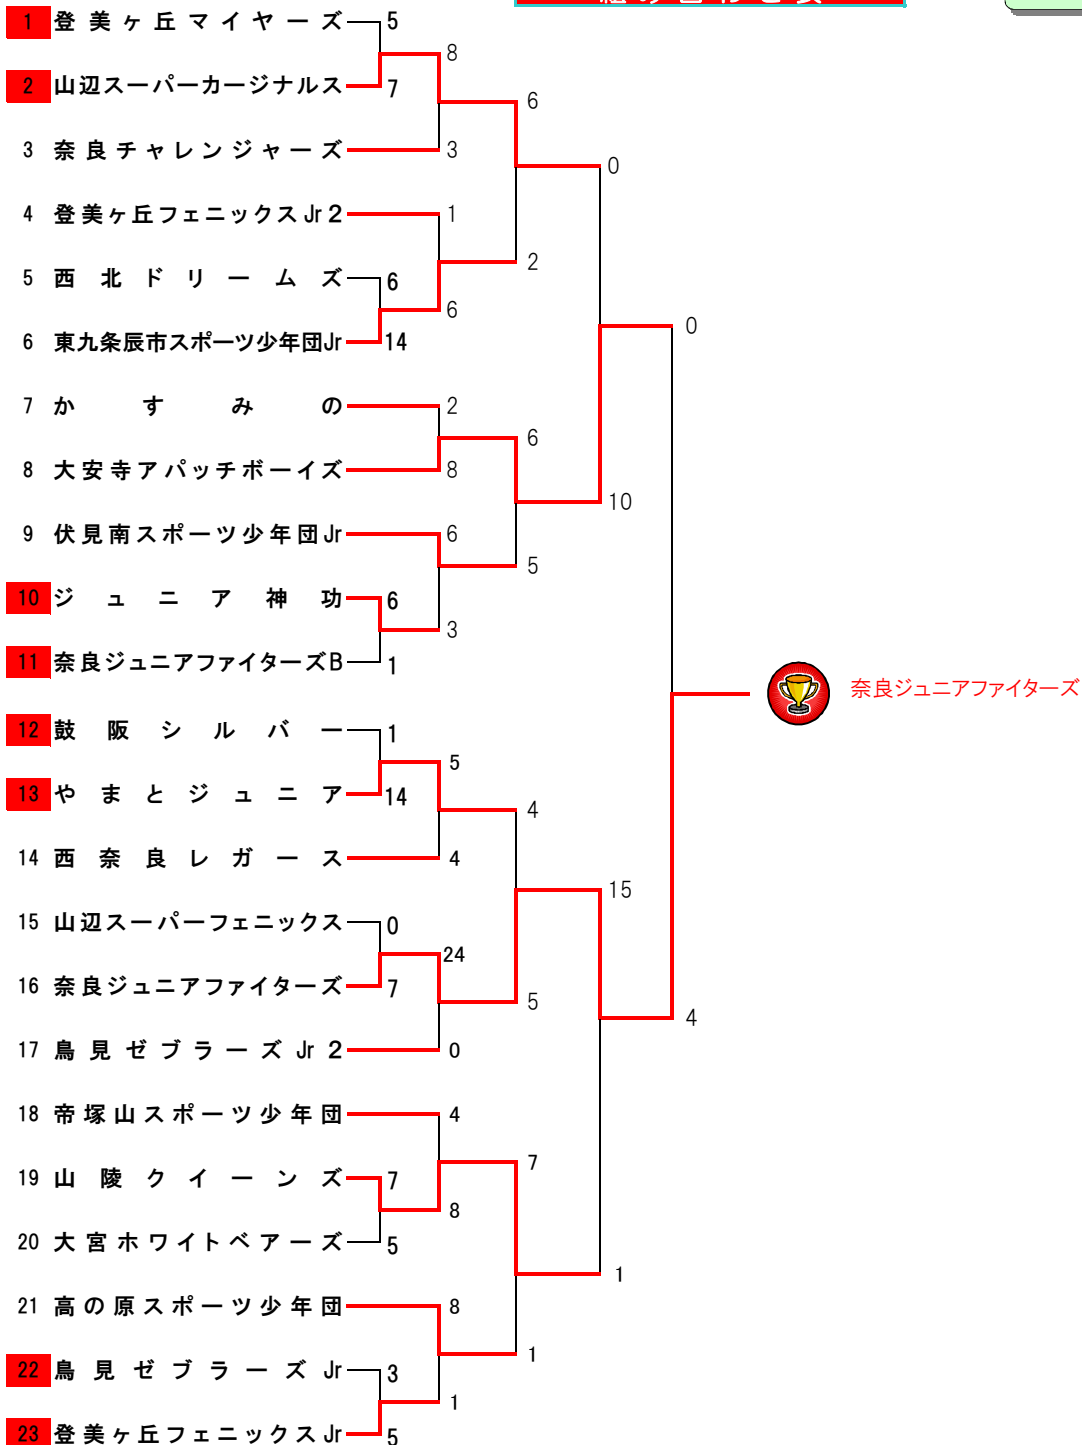 1 登美ヶ丘マイヤーズ 5
8
2 山辺スーパーカージナルス 7
6
3 奈良チャレンジャーズ 3
0
4 登美ヶ丘フェニックスJr2 1
2
5 西北ドリームズ 6
6
6 東九条辰市スポーツ少年団Jr 14
0
7 かすみの 2
6
8 大安寺アパッチボーイズ 8
10
9 伏見南スポーツ少年団Jr 6
5
10 ジュニア神功 6
3
11 奈良ジュニアファイターズB 1
奈良ジュニアファイターズ
12 鼓阪シルバー 1
5
13 やまとジュニア 14
4
14 西奈良レガース 4
15
15 山辺スーパーフェニックス 0
24
16 奈良ジュニアファイターズ 7
5
4
17 鳥見ゼブラーズJr2 0
18 帝塚山スポーツ少年団 4
7
19 山陵クイーンズ 7
8
20 大宮ホワイトベアーズ 5
1
21 高の原スポーツ少年団 8
1
22 鳥見ゼブラーズJr 3
1
23 登美ヶ丘フェニックスJr 5